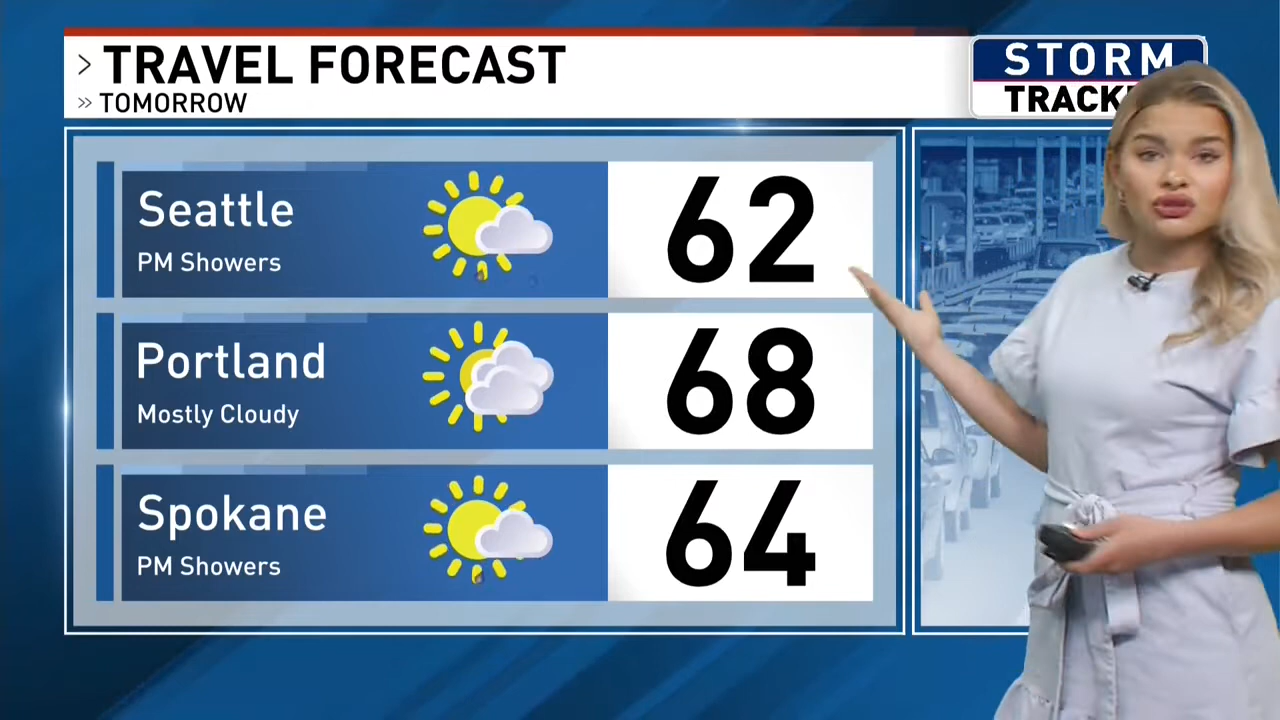 > TRAVEL FORECAST
» TOMORROW
STORM
Seattle
PM Showers
62
Portland
Mostly Cloudy
68
Spokane
PM Showers
64